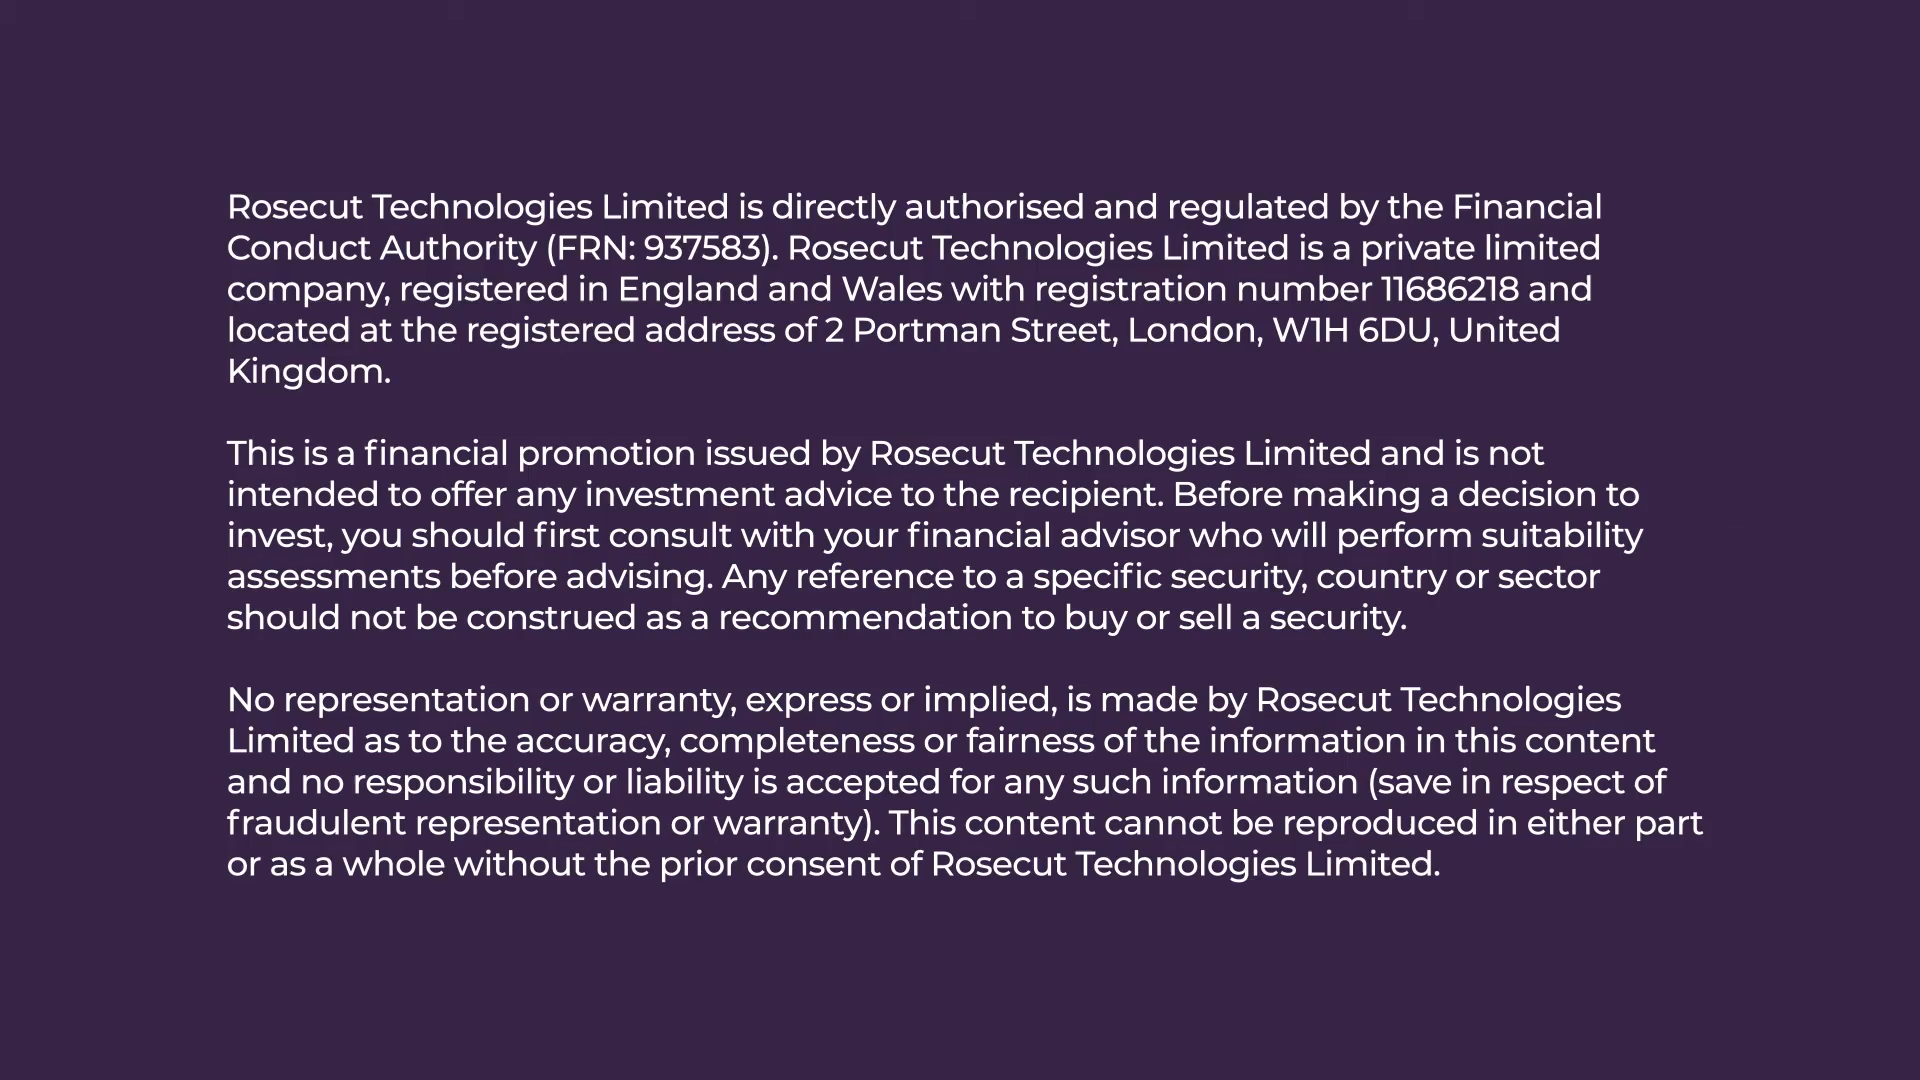 Rosecut Technologies Limited is directly authorised and regulated by the Financial
Conduct Authority (FRN: 937583). Rosecut Technologies Limited is a private limited
company, registered in England and Wales with registration number 11686218 and
located at the registered address of 2 Portman Street, London, W1H 6DU, United
Kingdom.
This is a financial promotion issued by Rosecut Technologies Limited and is not
intended to offer any investment advice to the recipient. Before making a decision to
invest, you should first consult with your financial advisor who will perform suitability
assessments before advising. Any reference to a specific security, country or sector
should not be construed as a recommendation to buy or sell a security.
No representation or warranty, express or implied, is made by Rosecut Technologies
Limited as to the accuracy, completeness or fairness of the information in this content
and no responsibility or liability is accepted for any such information (save in respect of
fraudulent representation or warranty). This content cannot be reproduced in either part
or as a whole without the prior consent of Rosecut Technologies Limited.